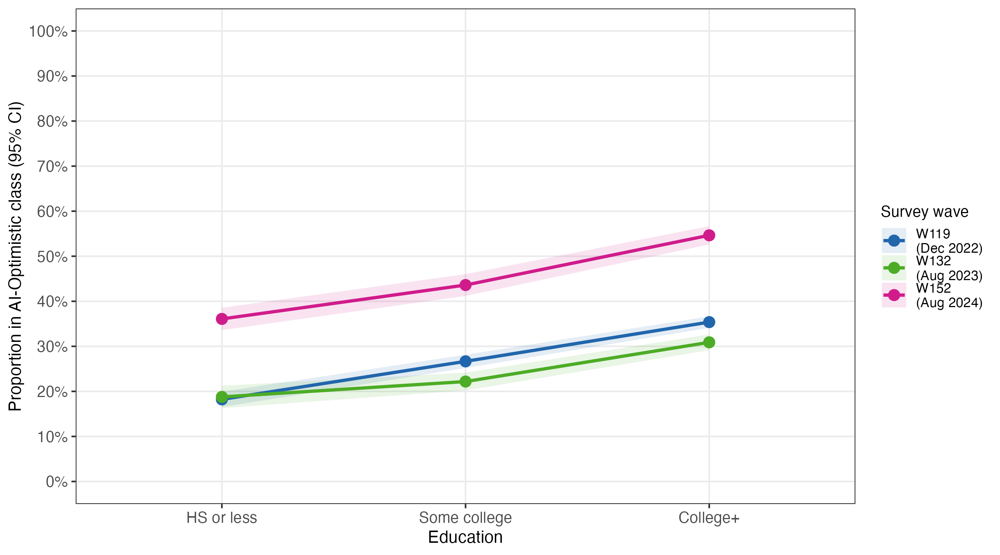 Proportion in AI-Optimistic class (95% CI)
100%
90%
80%
70%
60%
50%
40%
30%
20%
10%
0%
HS or less
Some college
College+
Education
Survey wave
W119
(Dec 2022)
W132
(Aug 2023)
W152
(Aug 2024)